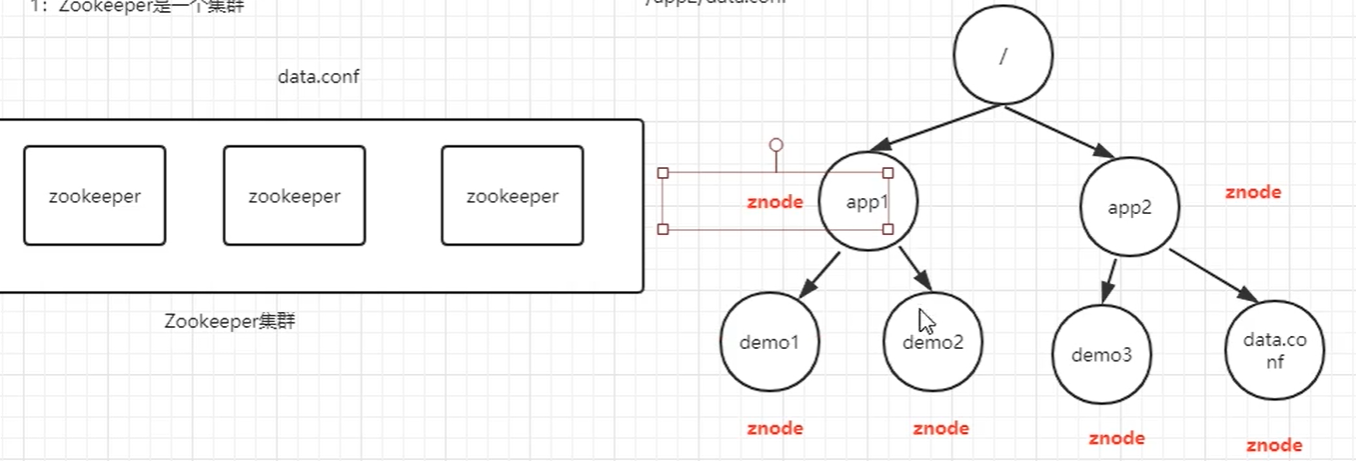 1：Zookeeper是一个集群
/app2/data.conf
data.conf
/
zookeeper
zookeeper
zookeeper
znode
app1
app2
znode
Zookeeper集群
demo1
demo2
demo3
data.co
nf
znode
znode
znode
znode